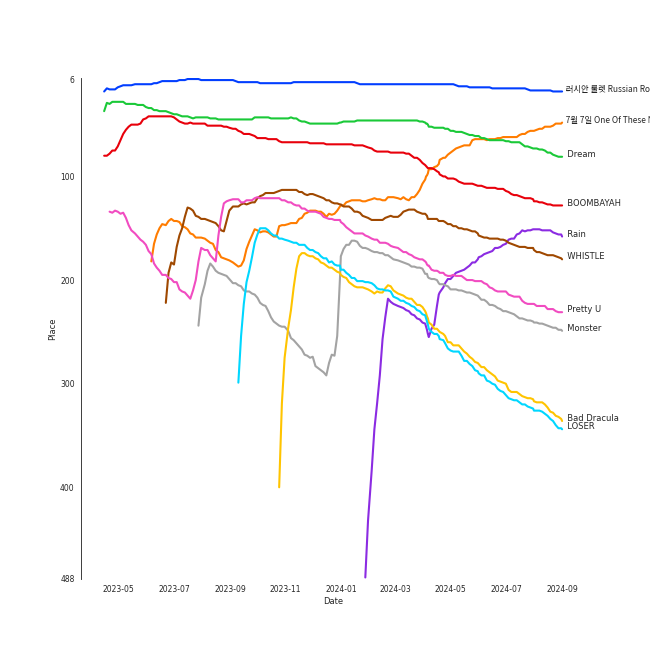 6
러시안 룰렛 Russian Ro
7월 7일 One Of These
Dream
100
BOOMBAYAH
Rain
200
WHISTLE
Pretty U
Monster
Place
300
Bad Dracula
LOSER
400
488
2023-05 2023-07 2023-09 2023-11 2024-01 2024-03 2024-05 2024-07 2024-09
Date